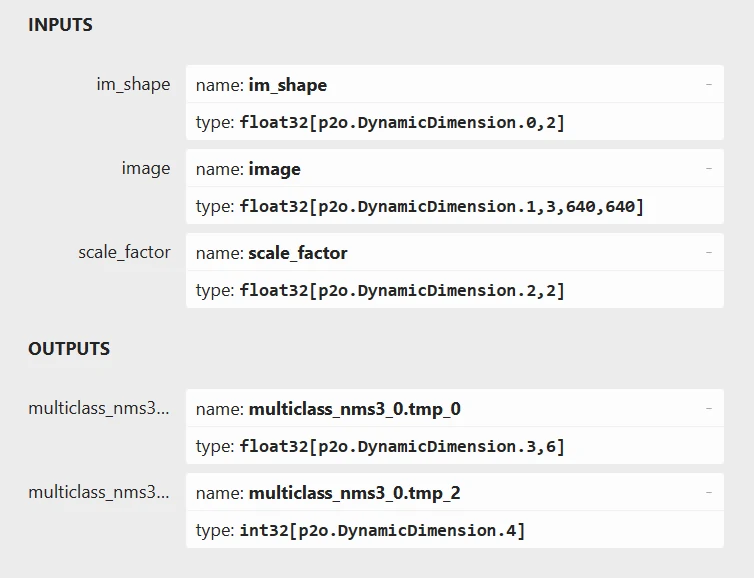 INPUTS
im_shape name: im_shape -
type: float32[p2o.DynamicDimension.0,2]
image name: image -
type: float32[p2o.DynamicDimension.1,3,640,640]
scale_factor name: scale_factor -
type: float32[p2o.DynamicDimension.2,2]
OUTPUTS
multiclass_nms3... name: multiclass_nms3_0.tmp_0 -
type: float32[p2o.DynamicDimension.3,6]
multiclass_nms3... name: multiclass_nms3_0.tmp_2 -
type: int32[p2o.DynamicDimension.4]